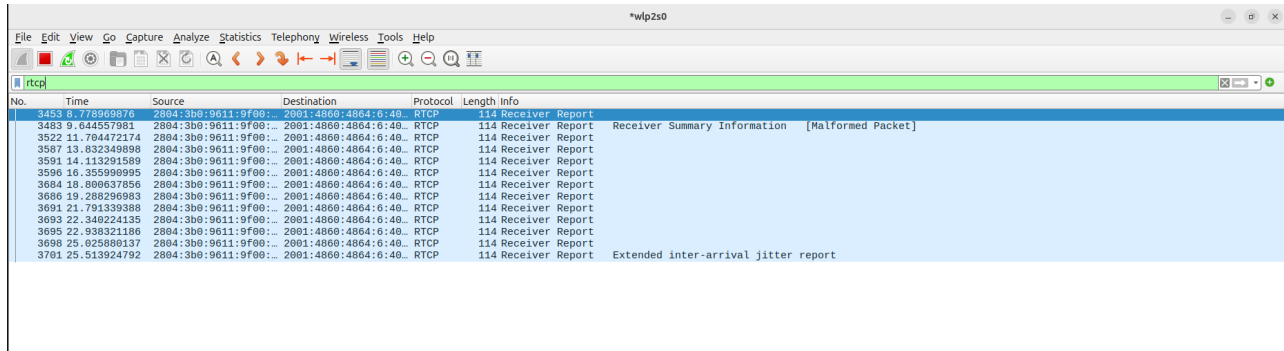 *wlp2s0
File Edit View Go Capture Analyze Statistics Telephony Wireless Tools Help
rtcp
No. Time Source Destination Protocol Length Info
3453 8.778969876 2804:3b0:9611:9f00:… 2001:4860:4864:6:40… RTCP 114 Receiver Report
3483 9.644557981 2804:3b0:9611:9f00:… 2001:4860:4864:6:40… RTCP 114 Receiver Report Receiver Summary Information [Malformed Packet]
3522 11.704472174 2804:3b0:9611:9f00:… 2001:4860:4864:6:40… RTCP 114 Receiver Report
3587 13.832349898 2804:3b0:9611:9f00:… 2001:4860:4864:6:40… RTCP 114 Receiver Report
3591 14.113291589 2804:3b0:9611:9f00:… 2001:4860:4864:6:40… RTCP 114 Receiver Report
3596 16.355990995 2804:3b0:9611:9f00:… 2001:4860:4864:6:40… RTCP 114 Receiver Report
3684 18.800637856 2804:3b0:9611:9f00:… 2001:4860:4864:6:40… RTCP 114 Receiver Report
3686 19.288296983 2804:3b0:9611:9f00:… 2001:4860:4864:6:40… RTCP 114 Receiver Report
3691 21.791339388 2804:3b0:9611:9f00:… 2001:4860:4864:6:40… RTCP 114 Receiver Report
3693 22.340224135 2804:3b0:9611:9f00:… 2001:4860:4864:6:40… RTCP 114 Receiver Report
3695 22.938321186 2804:3b0:9611:9f00:… 2001:4860:4864:6:40… RTCP 114 Receiver Report
3698 25.025880137 2804:3b0:9611:9f00:… 2001:4860:4864:6:40… RTCP 114 Receiver Report
3701 25.513924792 2804:3b0:9611:9f00:… 2001:4860:4864:6:40… RTCP 114 Receiver Report Extended inter-arrival jitter report